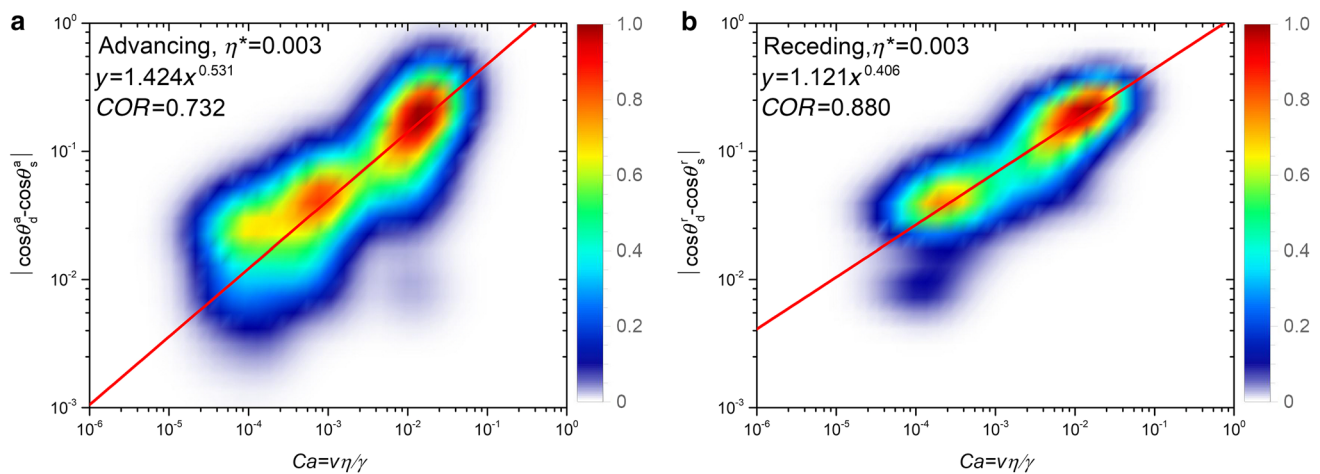 a
Advancing, η*=0.003
y=1.424x^0.531
COR=0.732
10^0
10^-1
10^-2
10^-3
|cosθ_d^a-cosθ_s^a|
10^-6 10^-5 10^-4 10^-3 10^-2 10^-1 10^0
Ca=vη/γ
1.0
0.8
0.6
0.4
0.2
0
b
Receding,η*=0.003
y=1.121x^0.406
COR=0.880
10^0
10^-1
10^-2
10^-3
|cosθ_d^r-cosθ_s^r|
10^-6 10^-5 10^-4 10^-3 10^-2 10^-1 10^0
Ca=vη/γ
1.0
0.8
0.6
0.4
0.2
0